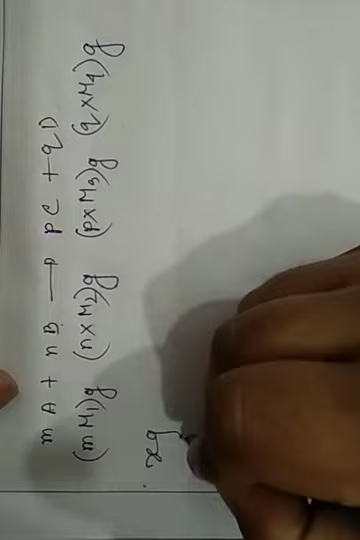 m A + n B → p C + q D
(m M₁)g (n×M₂)g (p×M₃)g (q×M₄)g